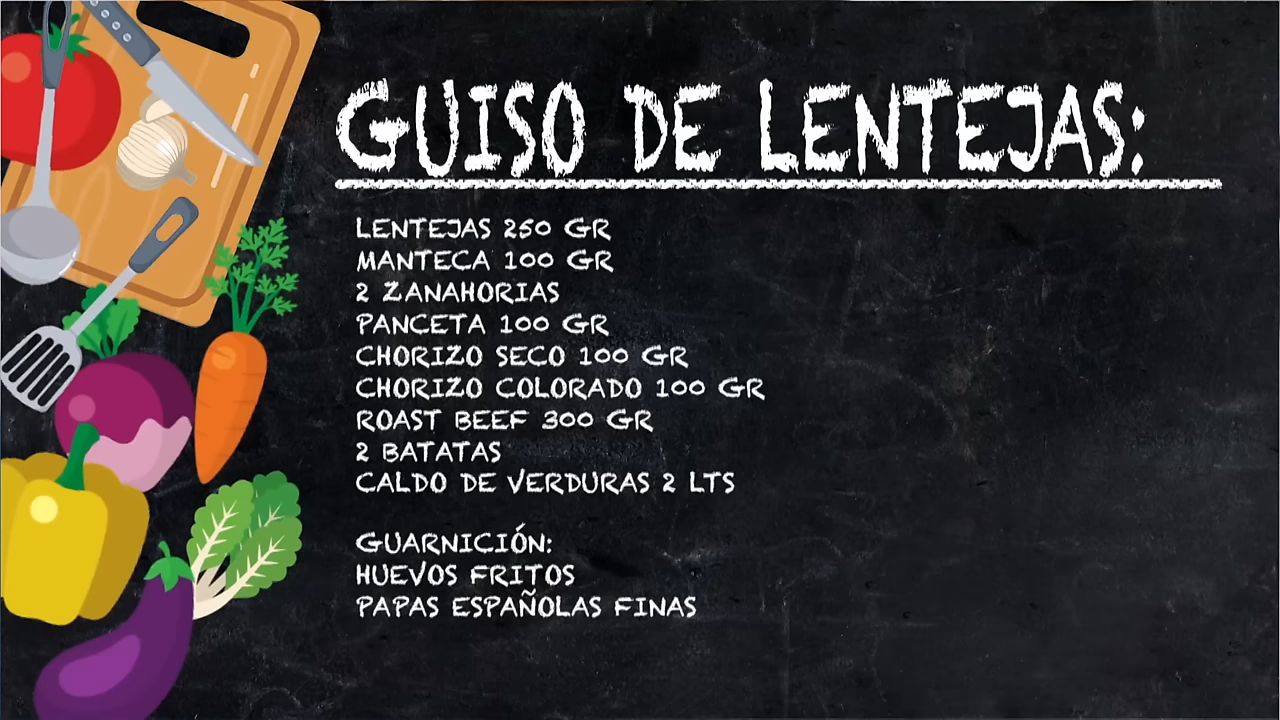 GUISO DE LENTEJAS:
LENTEJAS 250 GR
MANTECA 100 GR
2 ZANAHORIAS
PANCETA 100 GR
CHORIZO SECO 100 GR
CHORIZO COLORADO 100 GR
ROAST BEEF 300 GR
2 BATATAS
CALDO DE VERDURAS 2 LTS
GUARNICIÓN:
HUEVOS FRITOS
PAPAS ESPAÑOLAS FINAS